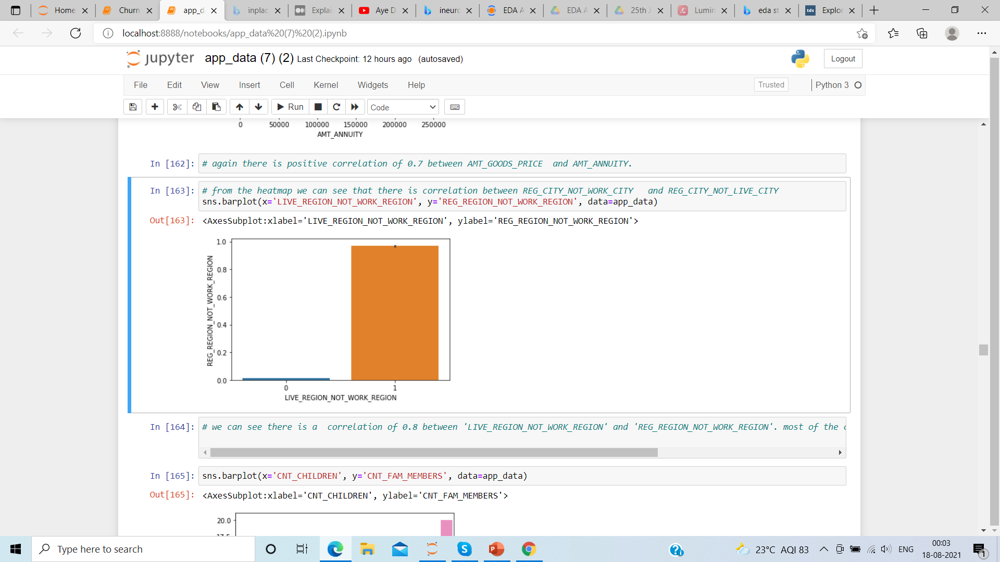 Home
Churn
app_d
inplac
Explai
Aye D
ineuro
EDA A
EDA A
25th J
Lumin
eda st
tds Explor
localhost:8888/notebooks/app_data%20(7)%20(2).ipynb
jupyter app_data (7) (2) Last Checkpoint: 12 hours ago (autosaved)
Logout
File Edit View Insert Cell Kernel Widgets Help
Trusted
Python 3
Run
Code
0 50000 100000 150000 200000 250000
AMT_ANNUITY
In [162]: # again there is positive correlation of 0.7 between AMT_GOODS_PRICE  and AMT_ANNUITY.
In [163]: # from the heatmap we can see that there is correlation between REG_CITY_NOT_WORK_CITY   and REG_CITY_NOT_LIVE_CITY
sns.barplot(x='LIVE_REGION_NOT_WORK_REGION', y='REG_REGION_NOT_WORK_REGION', data=app_data)
Out[163]: <AxesSubplot:xlabel='LIVE_REGION_NOT_WORK_REGION', ylabel='REG_REGION_NOT_WORK_REGION'>
REG_REGION_NOT_WORK_REGION
1.0
0.8
0.6
0.4
0.2
0.0
0 1
LIVE_REGION_NOT_WORK_REGION
In [164]: # we can see there is a  correlation of 0.8 between 'LIVE_REGION_NOT_WORK_REGION' and 'REG_REGION_NOT_WORK_REGION'. most of the
In [165]: sns.barplot(x='CNT_CHILDREN', y='CNT_FAM_MEMBERS', data=app_data)
Out[165]: <AxesSubplot:xlabel='CNT_CHILDREN', ylabel='CNT_FAM_MEMBERS'>
20.0
Type here to search
23°C AQI 83
ENG
00:03
18-08-2021
1